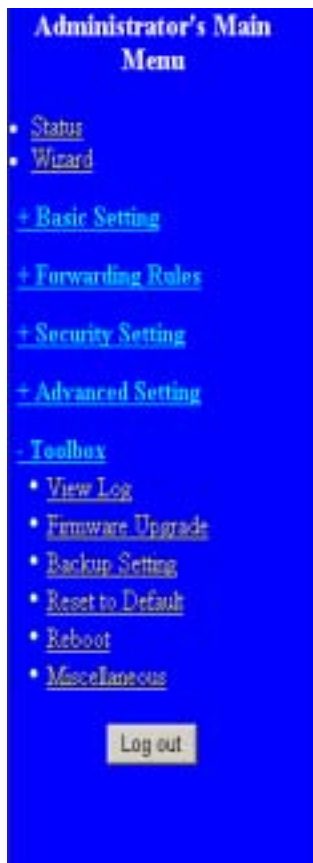 Administrator's Main
Menu
Status
Wizard
+ Basic Setting
+ Forwarding Rules
+ Security Setting
+ Advanced Setting
- Toolbox
View Log
Firmware Upgrade
Backup Setting
Reset to Default
Reboot
Miscellaneous
Log out